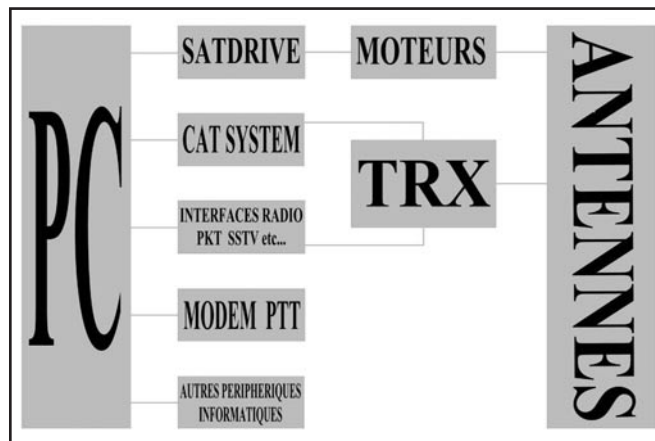 PC
SATDRIVE
MOTEURS
CAT SYSTEM
TRX
INTERFACES RADIO
PKT SSTV etc...
MODEM PTT
AUTRES PERIPHERIQUES
INFORMATIQUES
ANTENNES